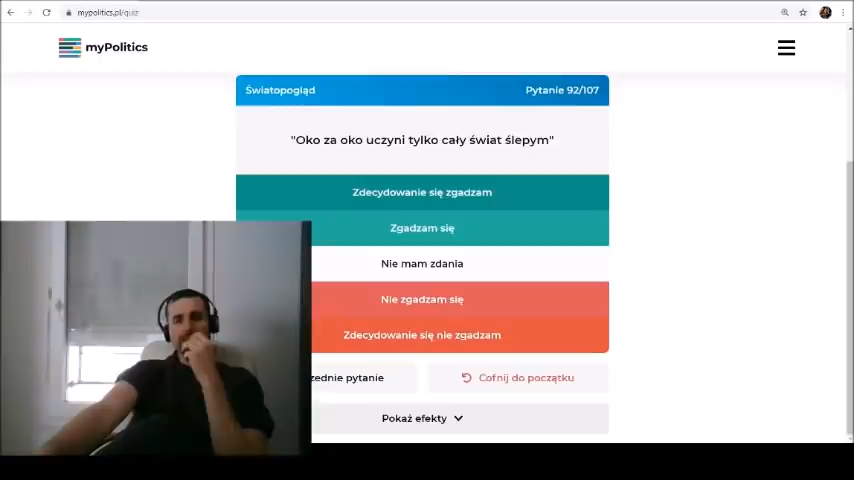 mypolitics.pl/quiz
myPolitics
Światopogląd
Pytanie 92/107
"Oko za oko uczyni tylko cały świat ślepym"
Zdecydowanie się zgadzam
Zgadzam się
Nie mam zdania
Nie zgadzam się
Zdecydowanie się nie zgadzam
pytanie
Cofnij do początku
Pokaż efekty